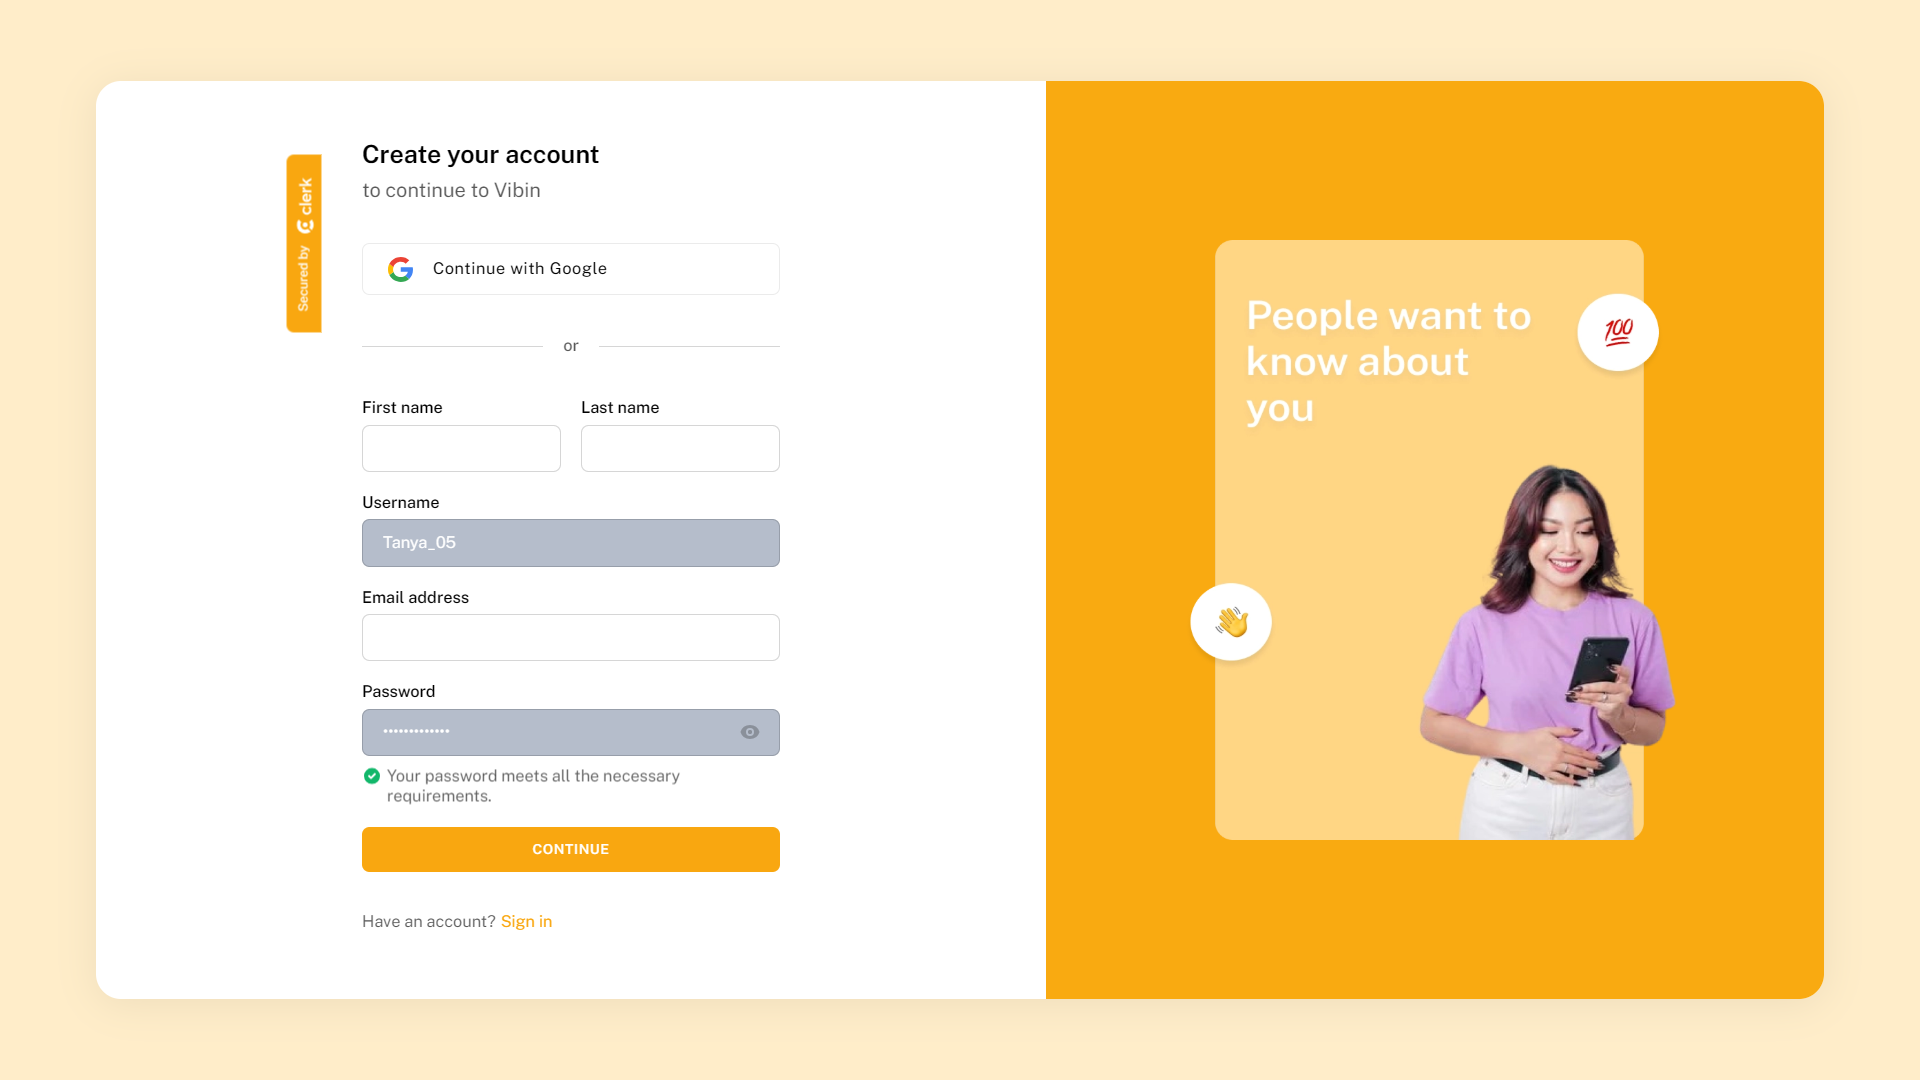 Create your account
to continue to Vibin
Secured by clerk
Continue with Google
or
First name
Last name
Username
Tanya_05
Email address
Password
•••••••••••••
Your password meets all the necessary
requirements.
CONTINUE
Have an account? Sign in
People want to
know about
you
💯